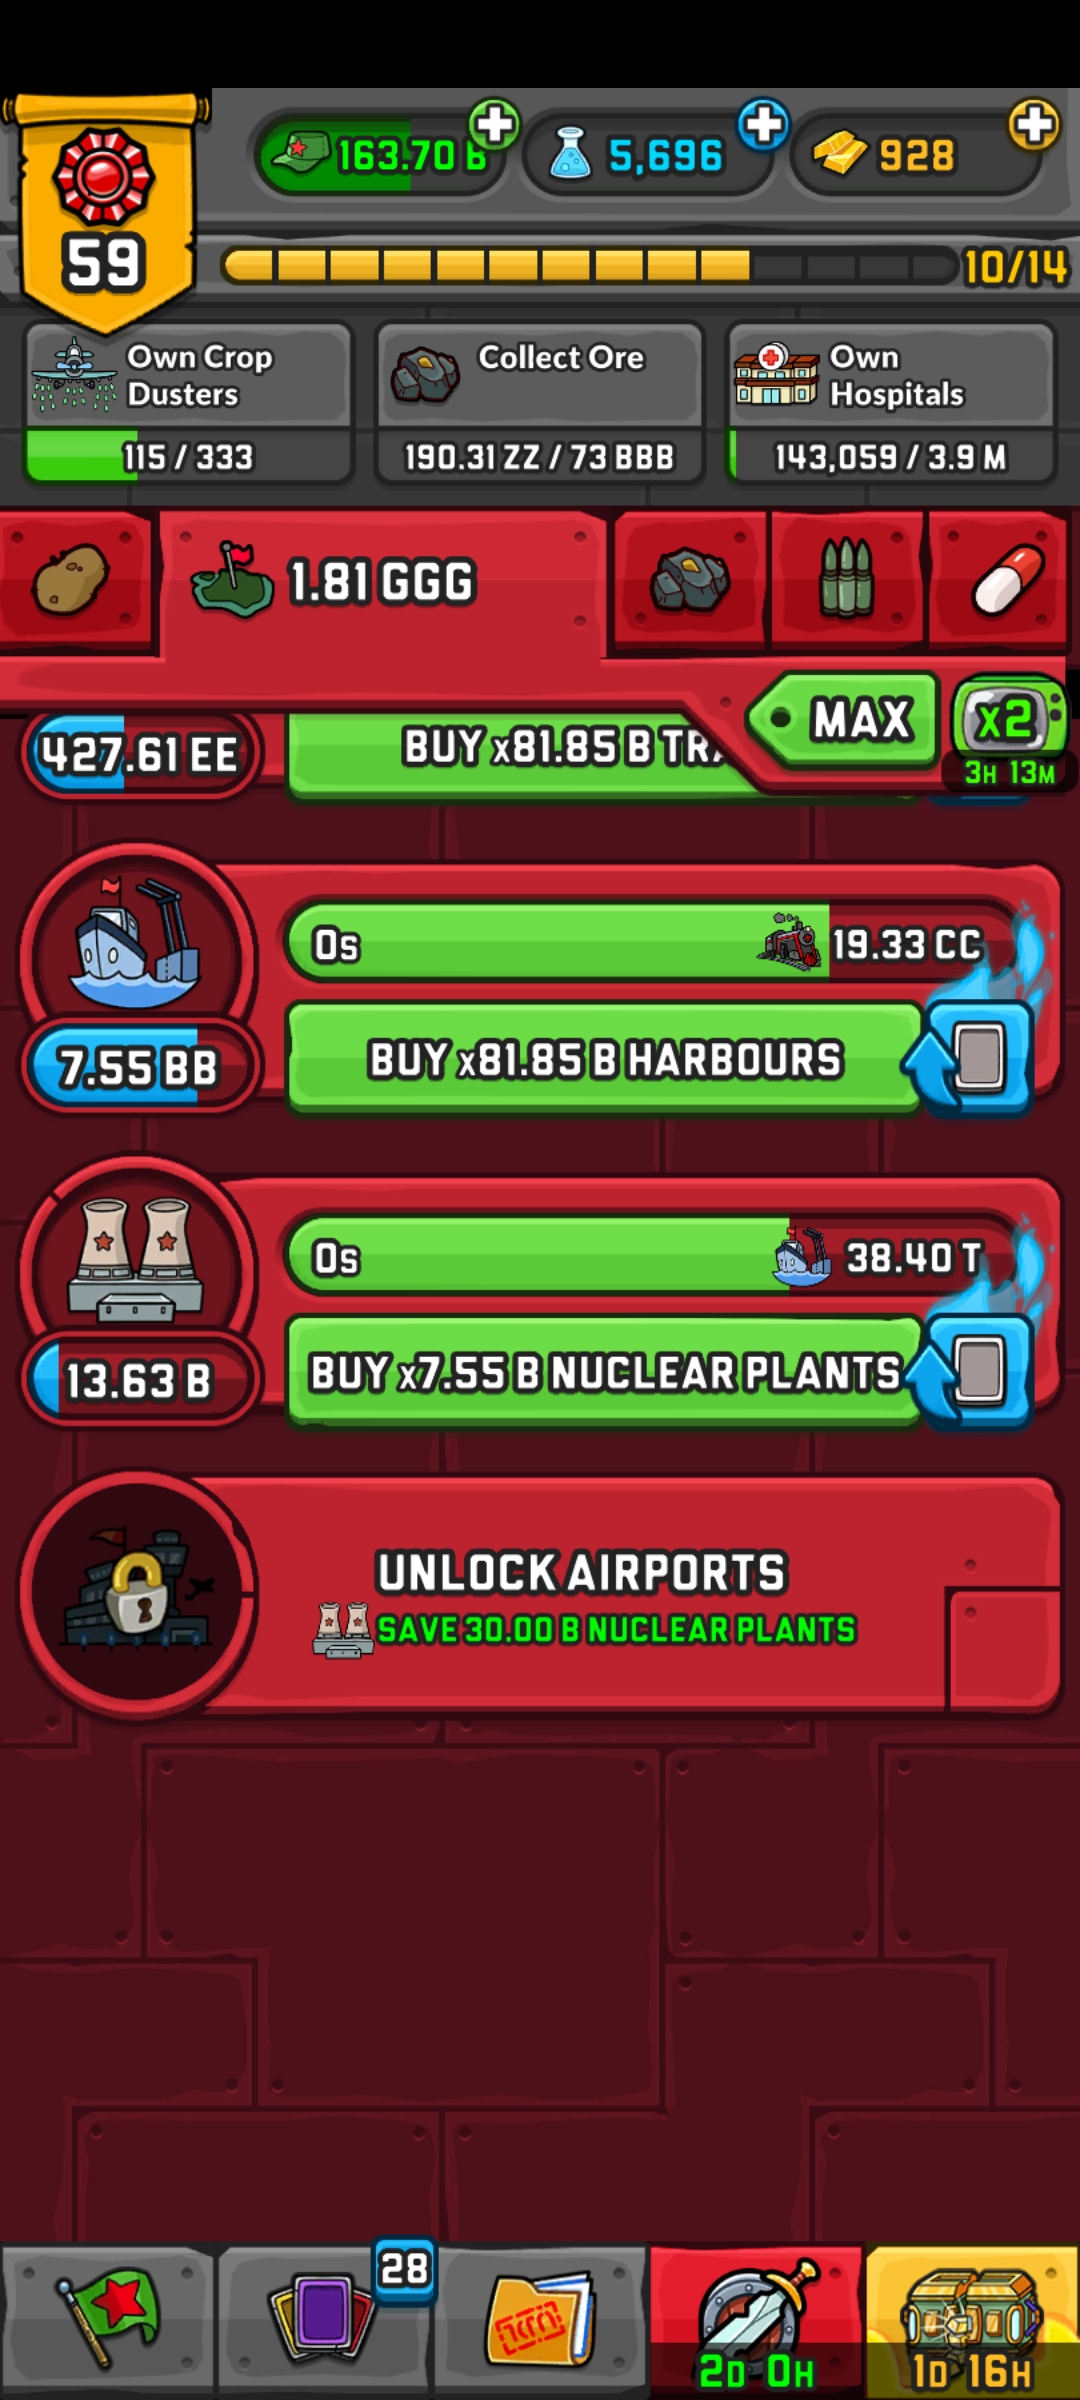 163.70 B
5,696
928
59
10/14
Own Crop
Dusters
115 / 333
Collect Ore
190.31 ZZ / 73 BBB
Own
Hospitals
143,059 / 3.9 M
1.81 GGG
MAX
x2
3H 13M
427.61 EE
BUY x81.85 B TRA
0s
19.33 CC
7.55 BB
BUY x81.85 B HARBOURS
0s
38.40 T
13.63 B
BUY x7.55 B NUCLEAR PLANTS
UNLOCK AIRPORTS
SAVE 30.00 B NUCLEAR PLANTS
28
2D 0H
1D 16H